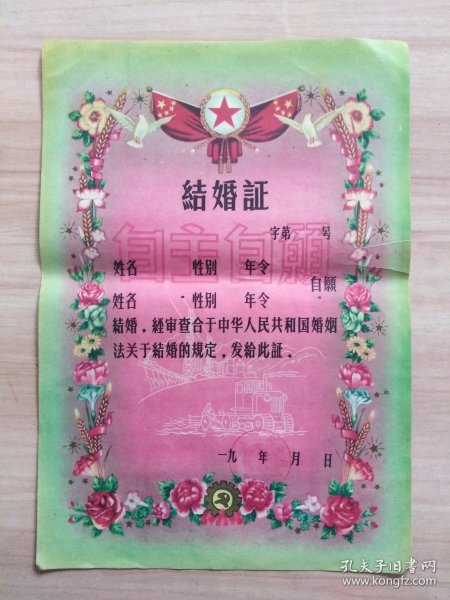 結婚証
字第 号
自主自願
姓名 性別 年令
自願
姓名 性別 年令
結婚，経审查合于中华人民共和国婚姻
法关于結婚的規定，发給此証。
一九 年 月 日
孔夫子旧书网
www.kongfz.com